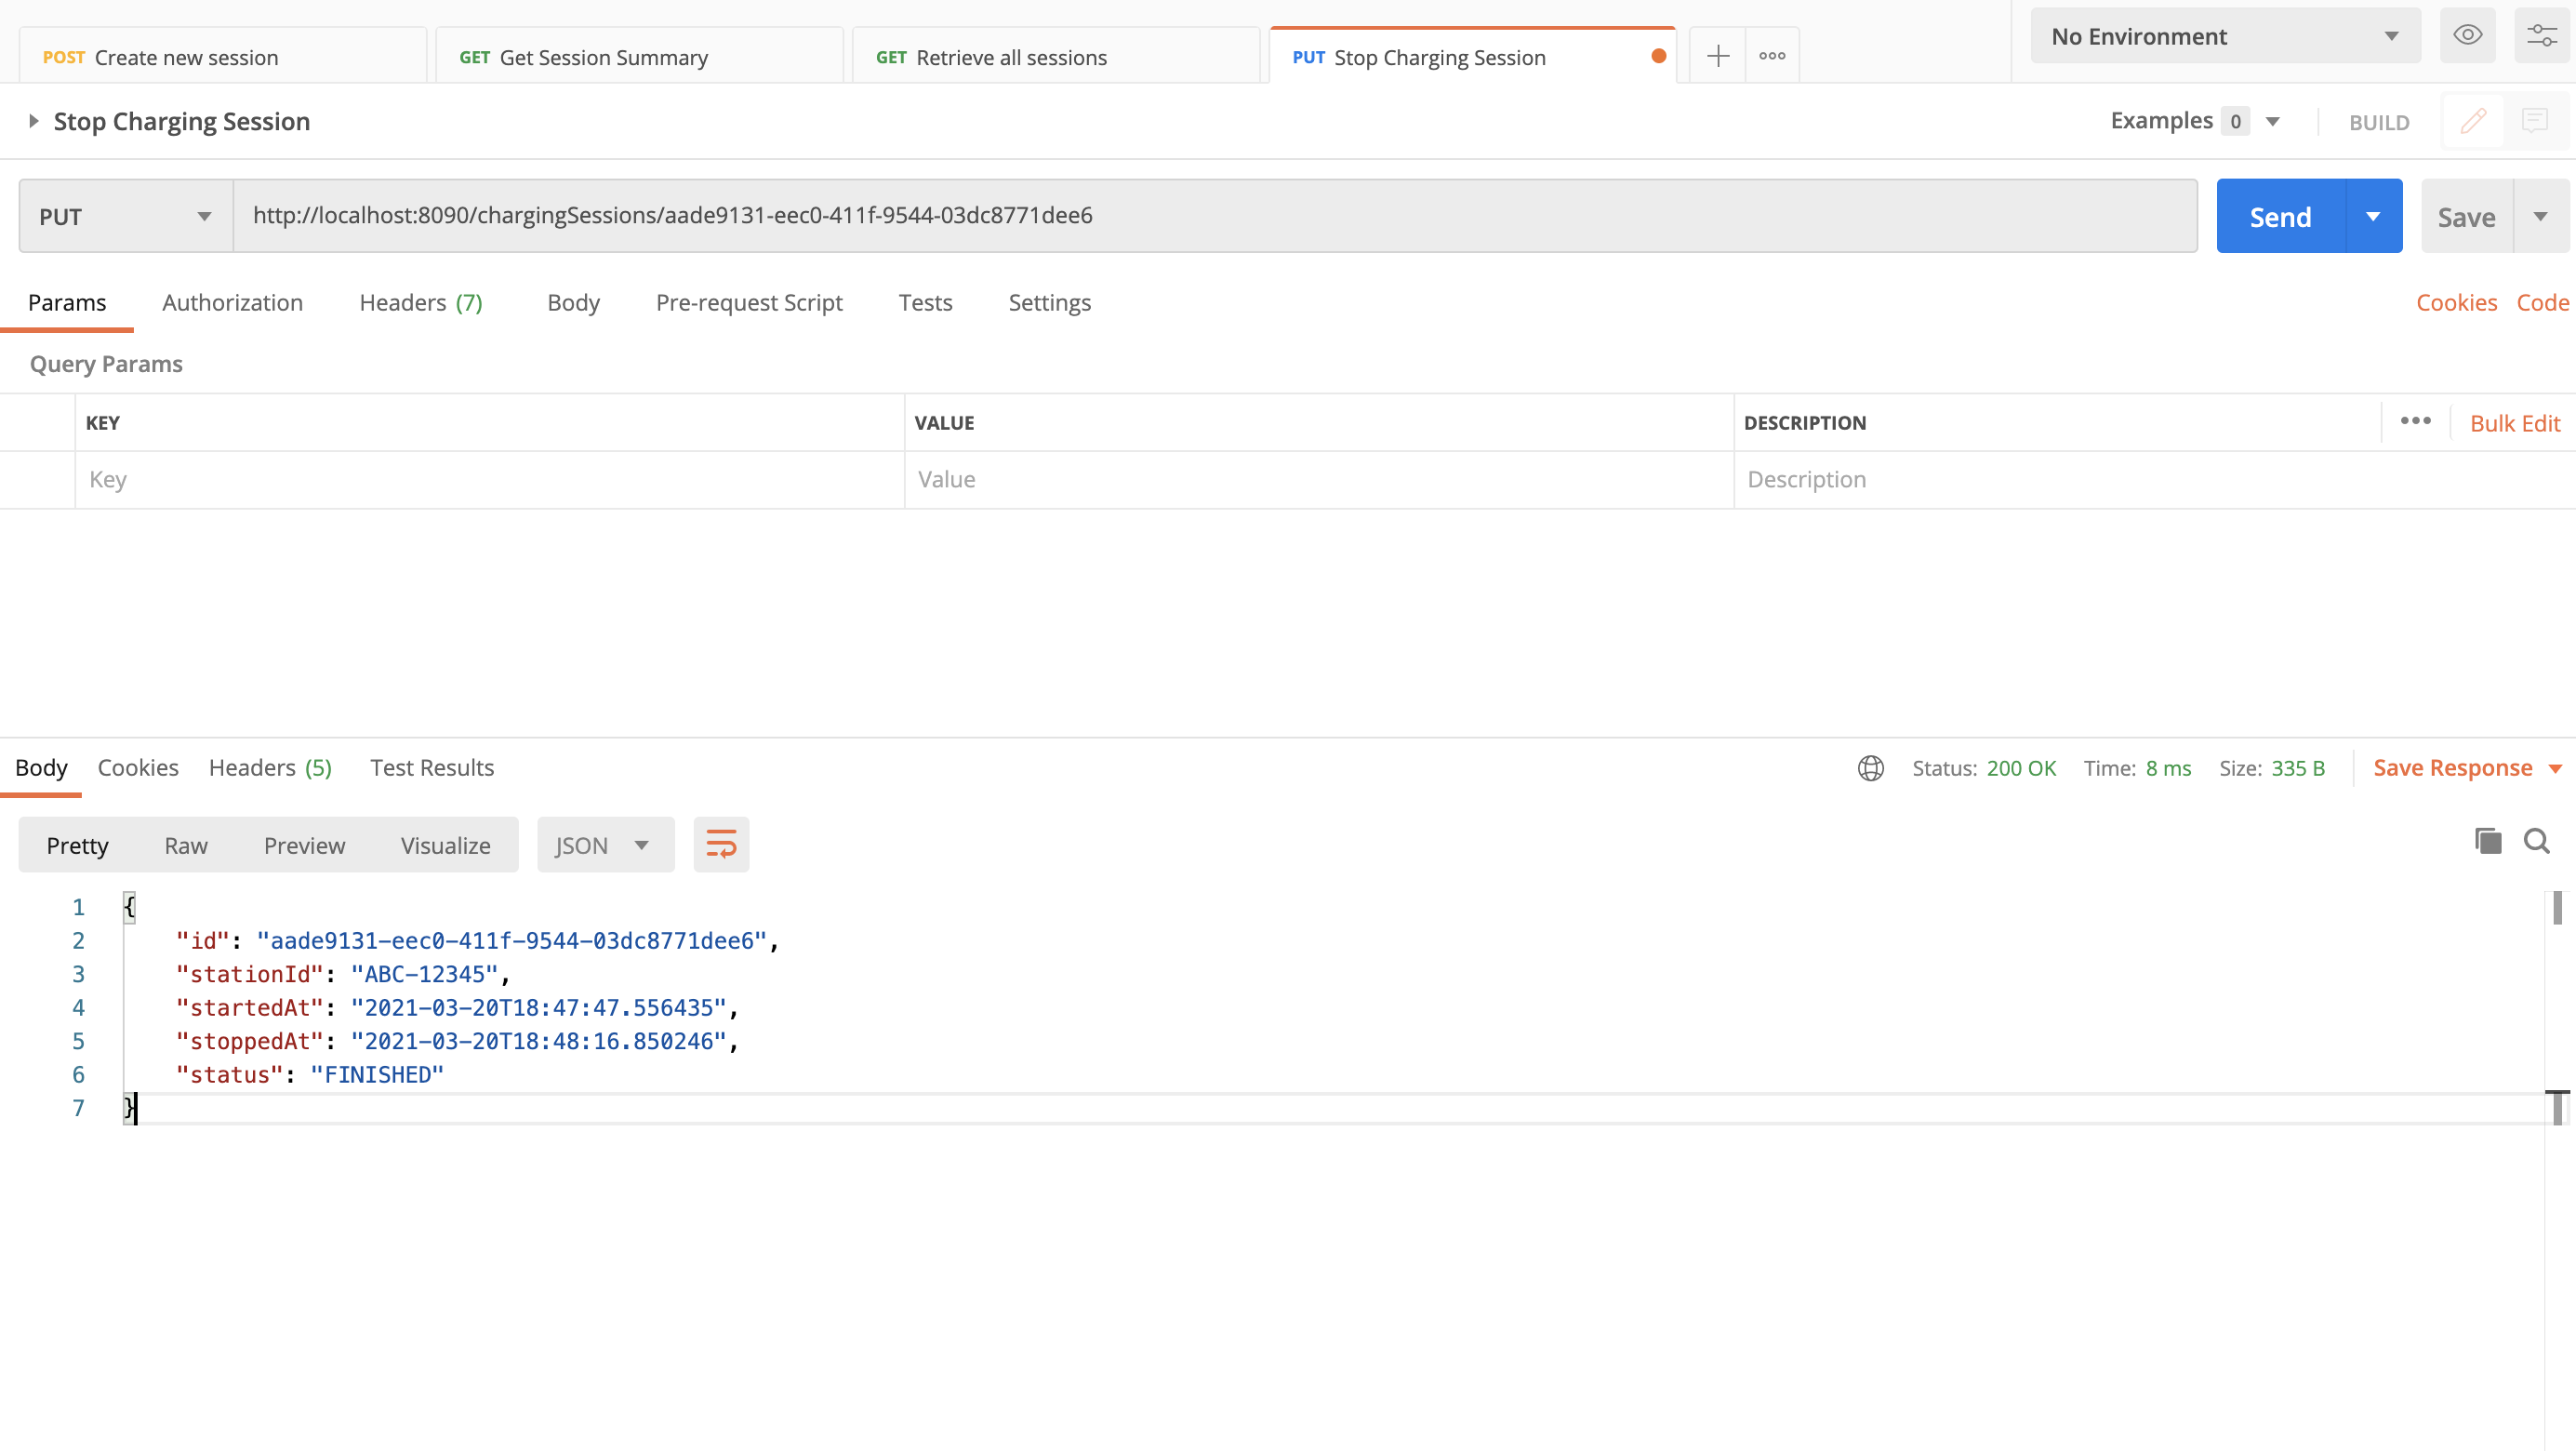 POST Create new session GET Get Session Summary GET Retrieve all sessions PUT Stop Charging Session No Environment
Stop Charging Session Examples 0 BUILD
PUT http://localhost:8090/chargingSessions/aade9131-eec0-411f-9544-03dc8771dee6 Send Save
Params Authorization Headers (7) Body Pre-request Script Tests Settings Cookies Code
Query Params
KEY VALUE DESCRIPTION Bulk Edit
Key Value Description
Body Cookies Headers (5) Test Results Status: 200 OK Time: 8 ms Size: 335 B Save Response
Pretty Raw Preview Visualize JSON
1 {
2 "id": "aade9131-eec0-411f-9544-03dc8771dee6",
3 "stationId": "ABC-12345",
4 "startedAt": "2021-03-20T18:47:47.556435",
5 "stoppedAt": "2021-03-20T18:48:16.850246",
6 "status": "FINISHED"
7 }